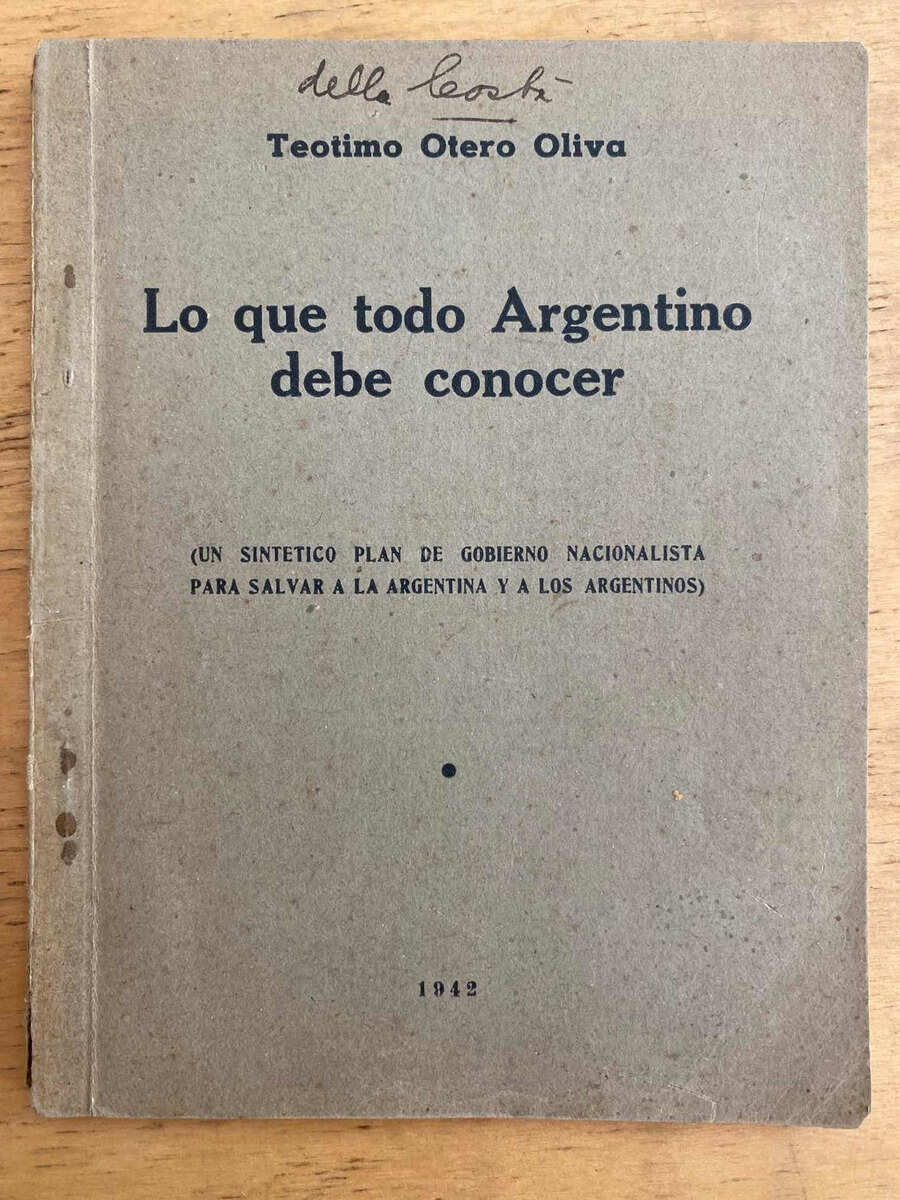 della Costa
Teotimo Otero Oliva
Lo que todo Argentino
debe conocer
(UN SINTETICO PLAN DE GOBIERNO NACIONALISTA
PARA SALVAR A LA ARGENTINA Y A LOS ARGENTINOS)
1942